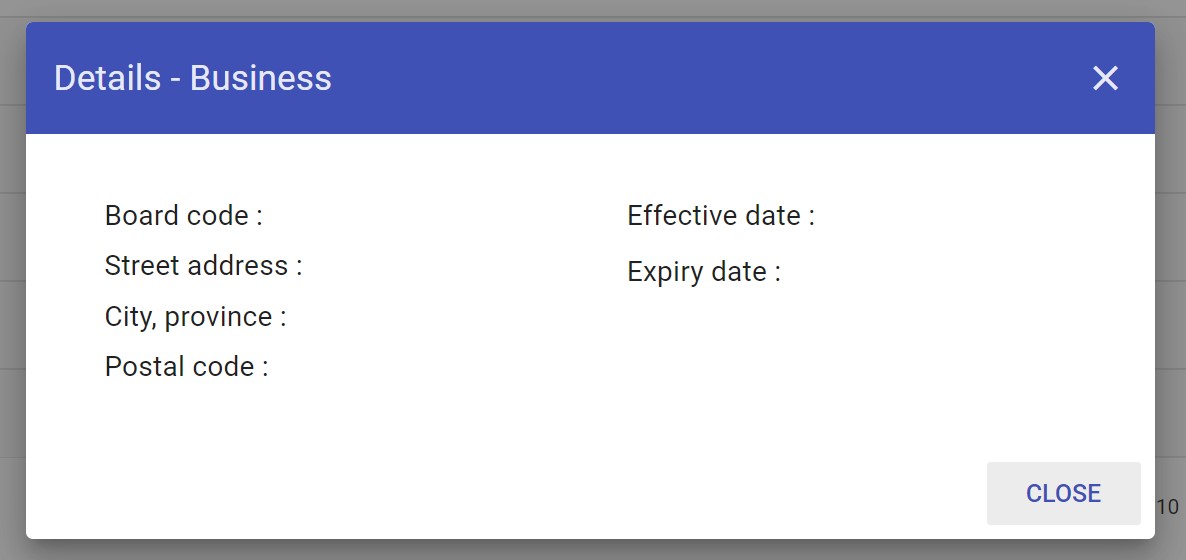 Details - Business
Board code :
Street address :
City, province :
Postal code :
Effective date :
Expiry date :
CLOSE
10